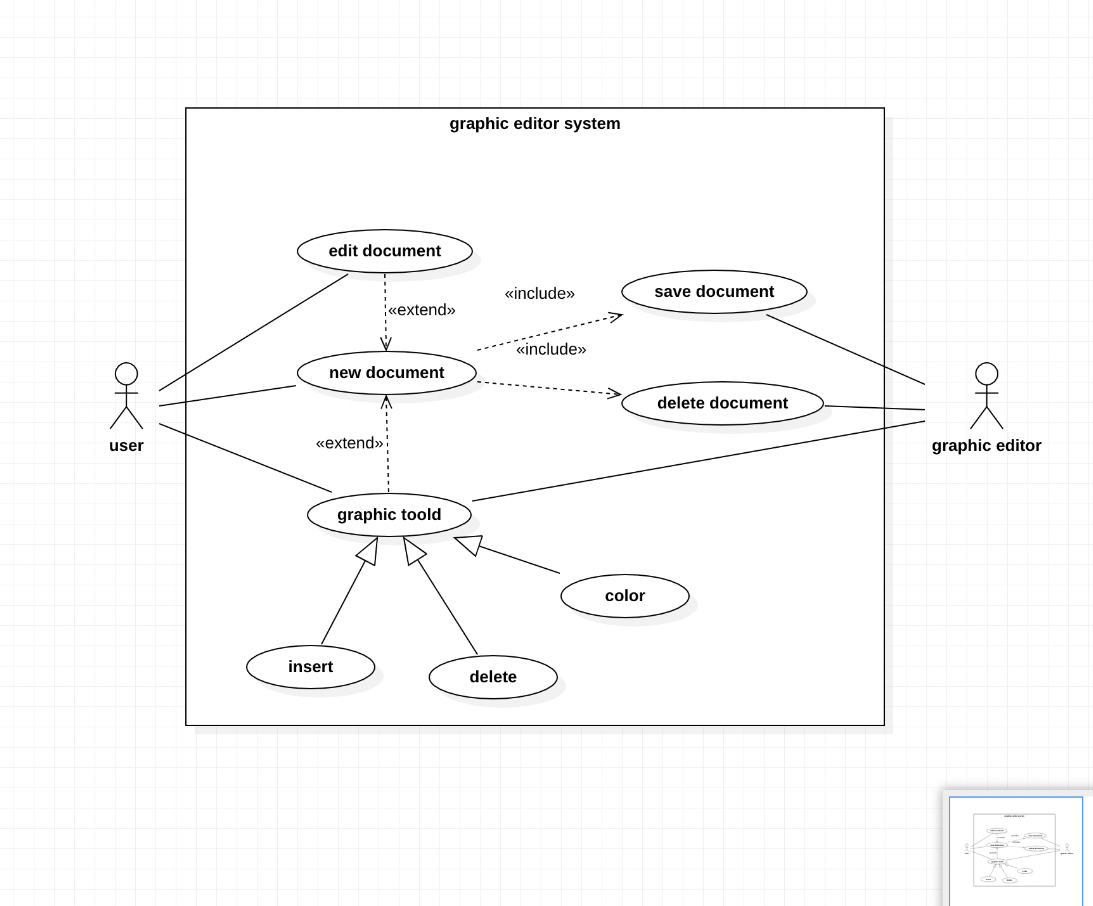 graphic editor system
edit document
«extend»
«include»
save document
«include»
new document
delete document
user
graphic editor
«extend»
graphic toold
color
insert
delete